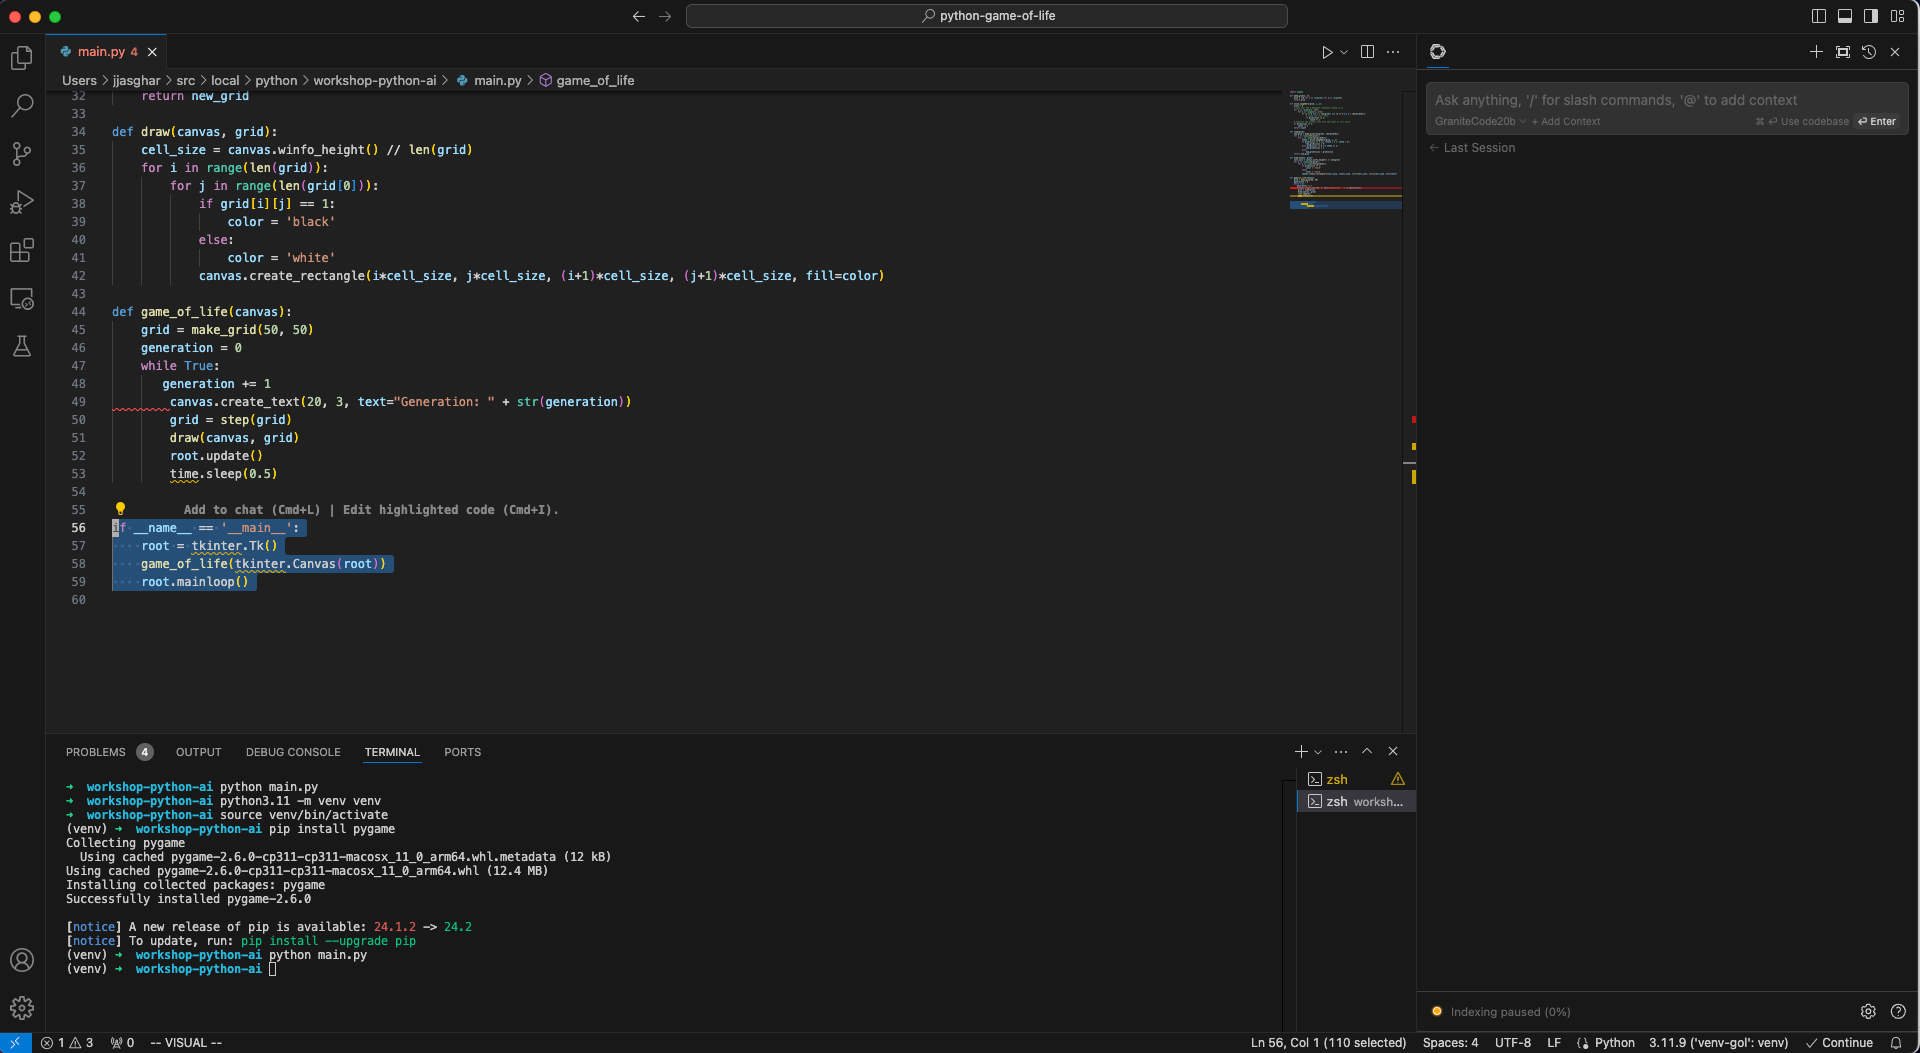 python-game-of-life
main.py 4
Users > jjasghar > src > local > python > workshop-python-ai > main.py > game_of_life
32 return new_grid
33
34 def draw(canvas, grid):
35 cell_size = canvas.winfo_height() // len(grid)
36 for i in range(len(grid)):
37 for j in range(len(grid[0])):
38 if grid[i][j] == 1:
39 color = 'black'
40 else:
41 color = 'white'
42 canvas.create_rectangle(i*cell_size, j*cell_size, (i+1)*cell_size, (j+1)*cell_size, fill=color)
43
44 def game_of_life(canvas):
45 grid = make_grid(50, 50)
46 generation = 0
47 while True:
48 generation += 1
49 canvas.create_text(20, 3, text="Generation: " + str(generation))
50 grid = step(grid)
51 draw(canvas, grid)
52 root.update()
53 time.sleep(0.5)
54
55 Add to chat (Cmd+L) | Edit highlighted code (Cmd+I).
56 if __name__ == '__main__':
57 root = tkinter.Tk()
58 game_of_life(tkinter.Canvas(root))
59 root.mainloop()
60
Ask anything, '/' for slash commands, '@' to add context
GraniteCode20b + Add Context ⌘ ⏎ Use codebase ⏎ Enter
← Last Session
PROBLEMS 4 OUTPUT DEBUG CONSOLE TERMINAL PORTS
➜ workshop-python-ai python main.py
➜ workshop-python-ai python3.11 -m venv venv
➜ workshop-python-ai source venv/bin/activate
(venv) ➜ workshop-python-ai pip install pygame
Collecting pygame
Using cached pygame-2.6.0-cp311-cp311-macosx_11_0_arm64.whl.metadata (12 kB)
Using cached pygame-2.6.0-cp311-cp311-macosx_11_0_arm64.whl (12.4 MB)
Installing collected packages: pygame
Successfully installed pygame-2.6.0
[notice] A new release of pip is available: 24.1.2 -> 24.2
[notice] To update, run: pip install --upgrade pip
(venv) ➜ workshop-python-ai python main.py
(venv) ➜ workshop-python-ai
zsh
zsh worksh...
Indexing paused (0%)
1 3 0 -- VISUAL -- Ln 56, Col 1 (110 selected) Spaces: 4 UTF-8 LF Python 3.11.9 ('venv-gol': venv) Continue